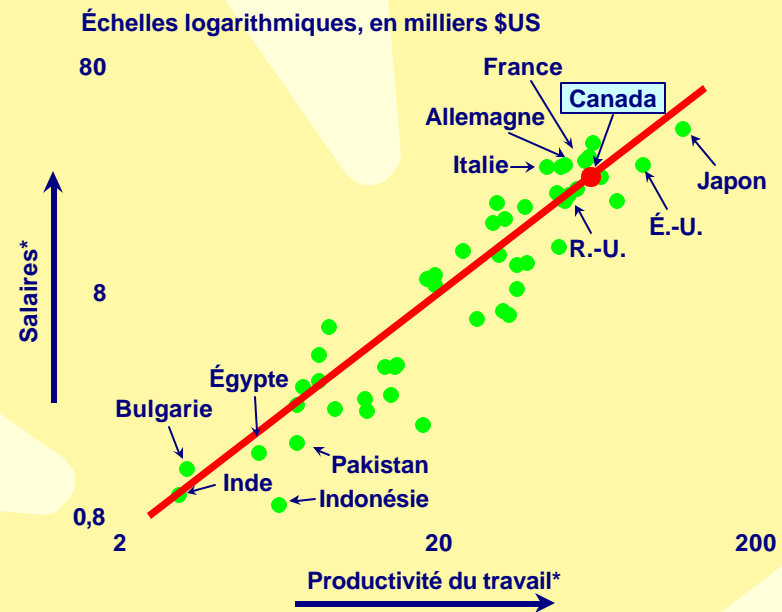 Échelles logarithmiques, en milliers $US
80
France
Canada
Allemagne
Italie
Japon
É.-U.
R.-U.
Salaires*
8
Égypte
Bulgarie
Pakistan
Inde
Indonésie
0,8
2
20
200
Productivité du travail*